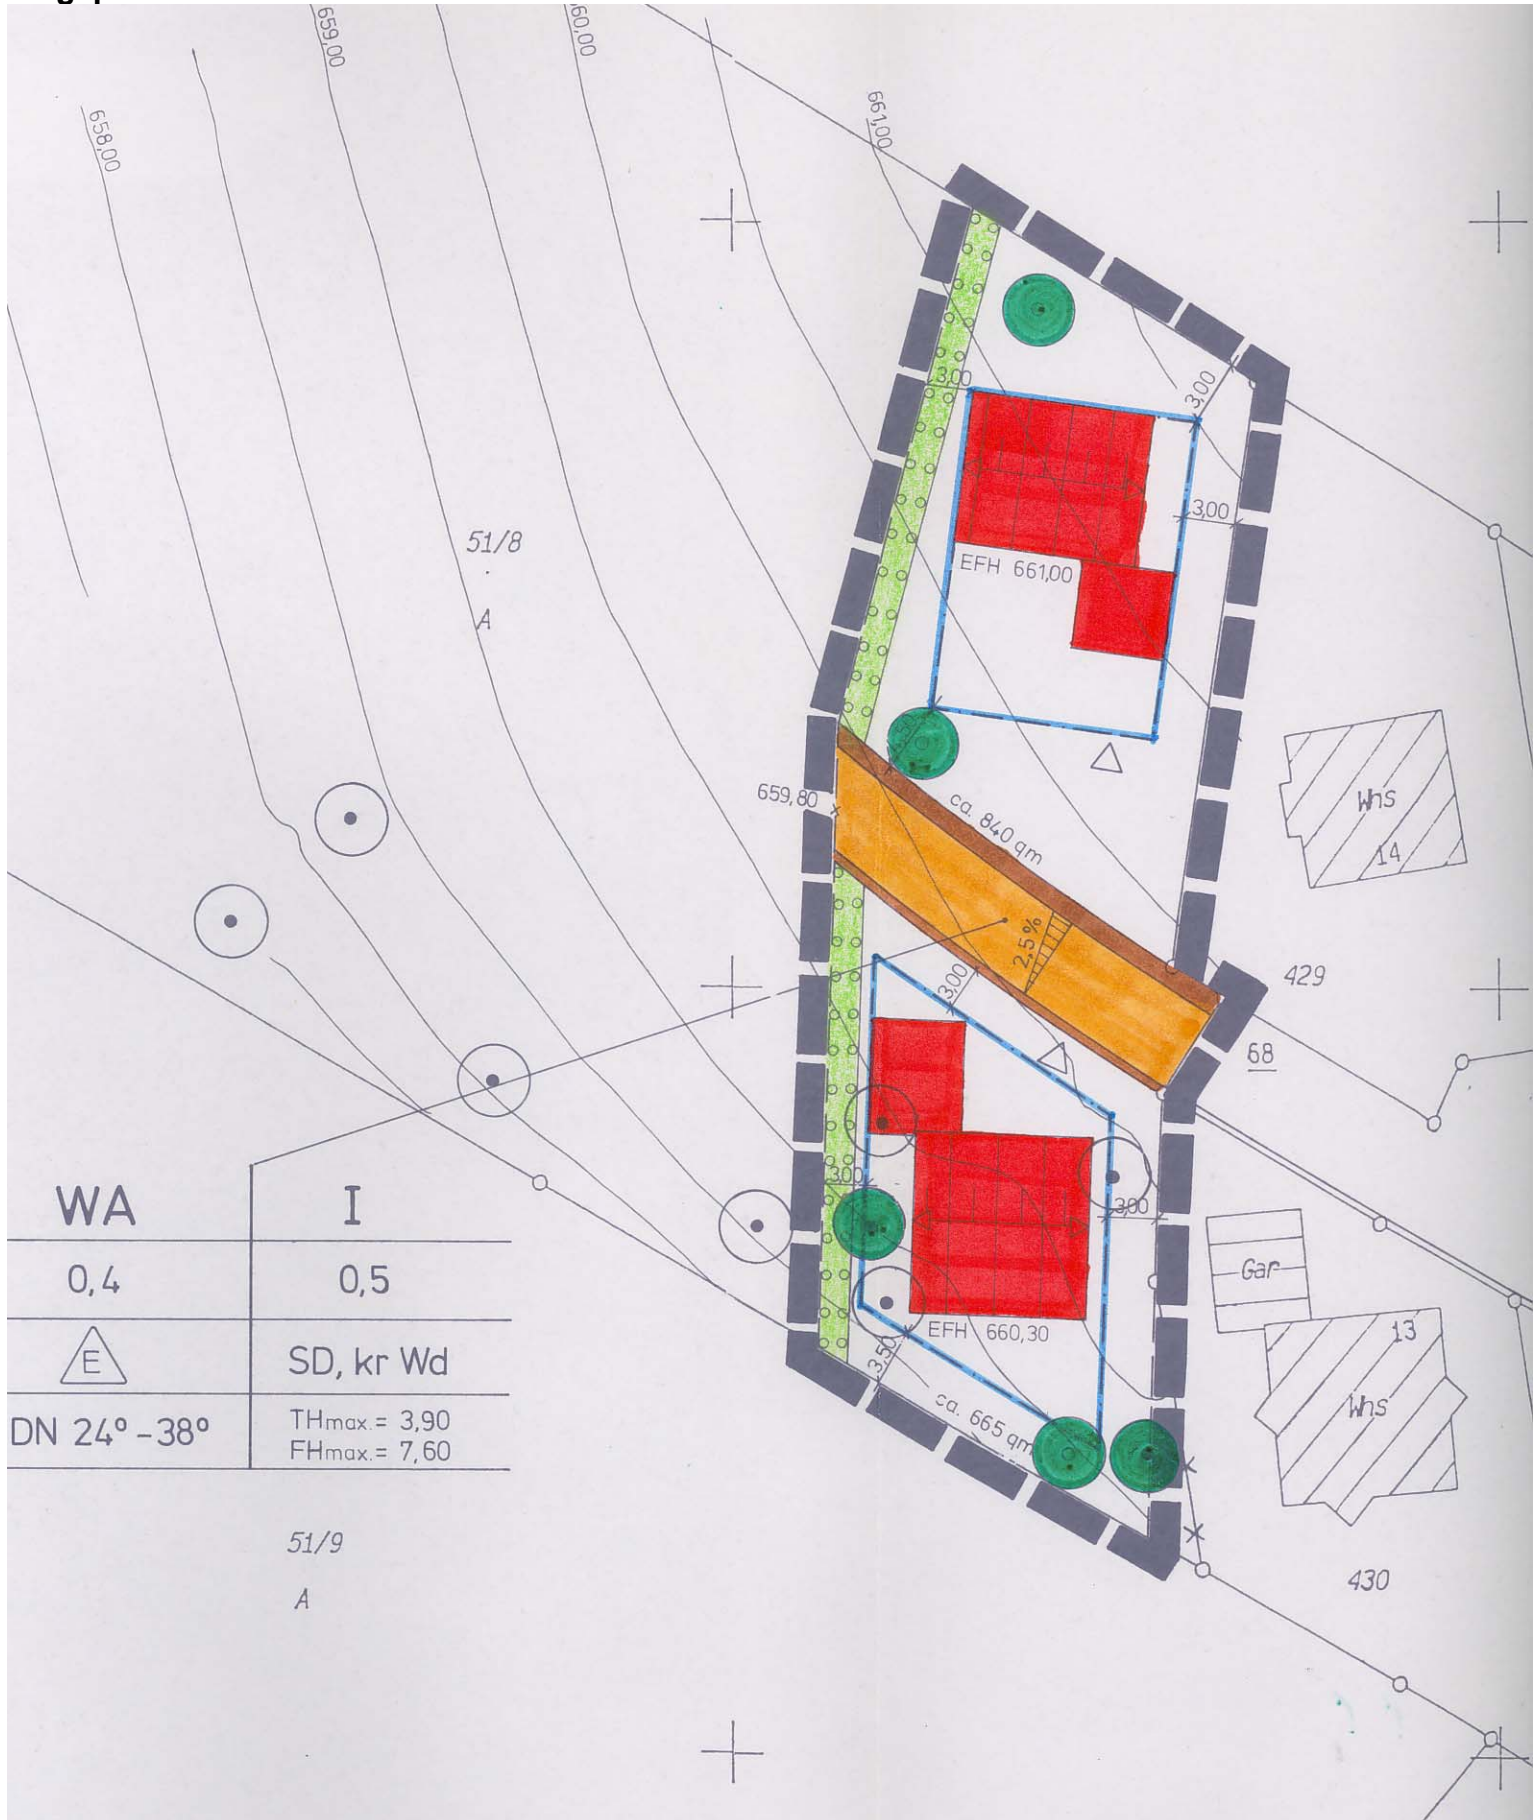 659,00
60,00
658,00
661,00
3,00
3,00
3,00
51/8
A
EFH 661,00
659,80
ca. 840 qm
Whs
14
2,5%
3,00
429
68
WA
I
0,4
0,5
E
SD, kr Wd
DN 24° - 38°
THmax. = 3,90
FHmax. = 7,60
3,00
3,00
Gar
13
Whs
EFH 660,30
3,50
ca. 665 qm
51/9
A
430